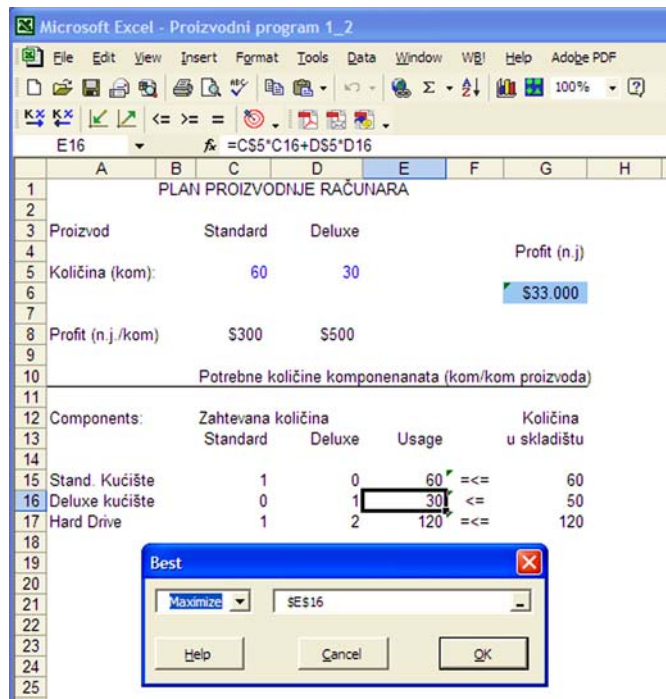 Microsoft Excel - Proizvodni program 1_2
File Edit View Insert Format Tools Data Window WB! Help Adobe PDF
100%
<= >= =
E16 fx =C$5*C16+D$5*D16
A B C D E F G H
1 PLAN PROIZVODNJE RAČUNARA
2
3 Proizvod Standard Deluxe
4 Profit (n.j)
5 Količina (kom): 60 30
6 $33.000
7
8 Profit (n.j./kom) $300 $500
9
10 Potrebne količine komponenanata (kom/kom proizvoda)
11
12 Components: Zahtevana količina Količina
13 Standard Deluxe Usage u skladištu
14
15 Stand. Kućište 1 0 60 =<= 60
16 Deluxe kućište 0 1 30 <= 50
17 Hard Drive 1 2 120 =<= 120
18
19 Best
20
21 Maximize $E$16
22
23 Help Cancel OK
24
25